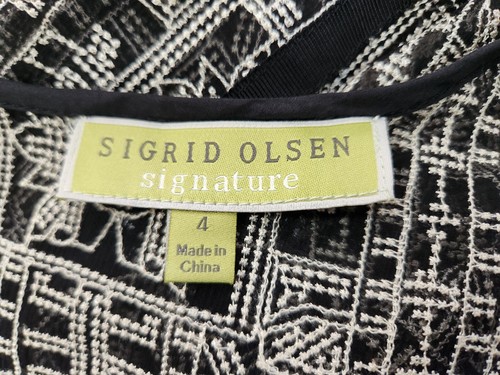 SIGRID OLSEN
signature
4
Made in
China